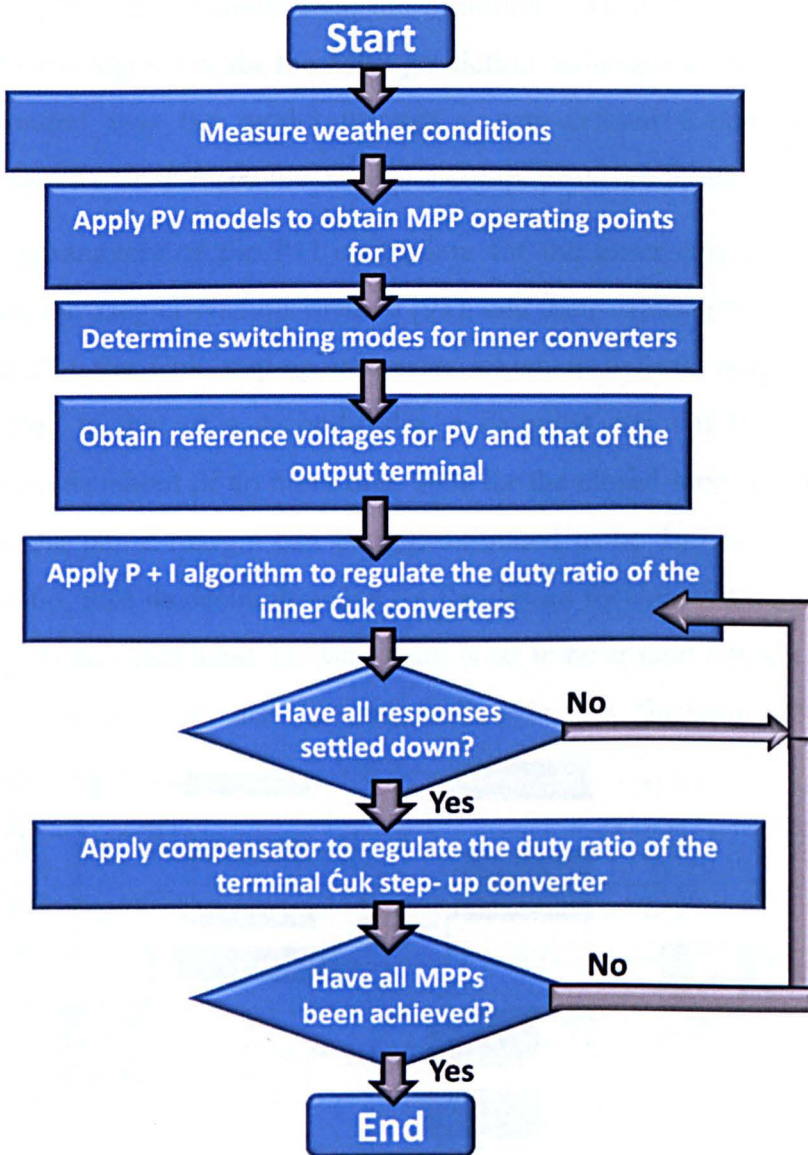 Start
Measure weather conditions
Apply PV models to obtain MPP operating points
for PV
Determine switching modes for inner converters
Obtain reference voltages for PV and that of the
output terminal
Apply P + I algorithm to regulate the duty ratio of the
inner Ćuk converters
Have all responses
settled down?
No
Yes
Apply compensator to regulate the duty ratio of the
terminal Ćuk step- up converter
Have all MPPs
been achieved?
No
Yes
End